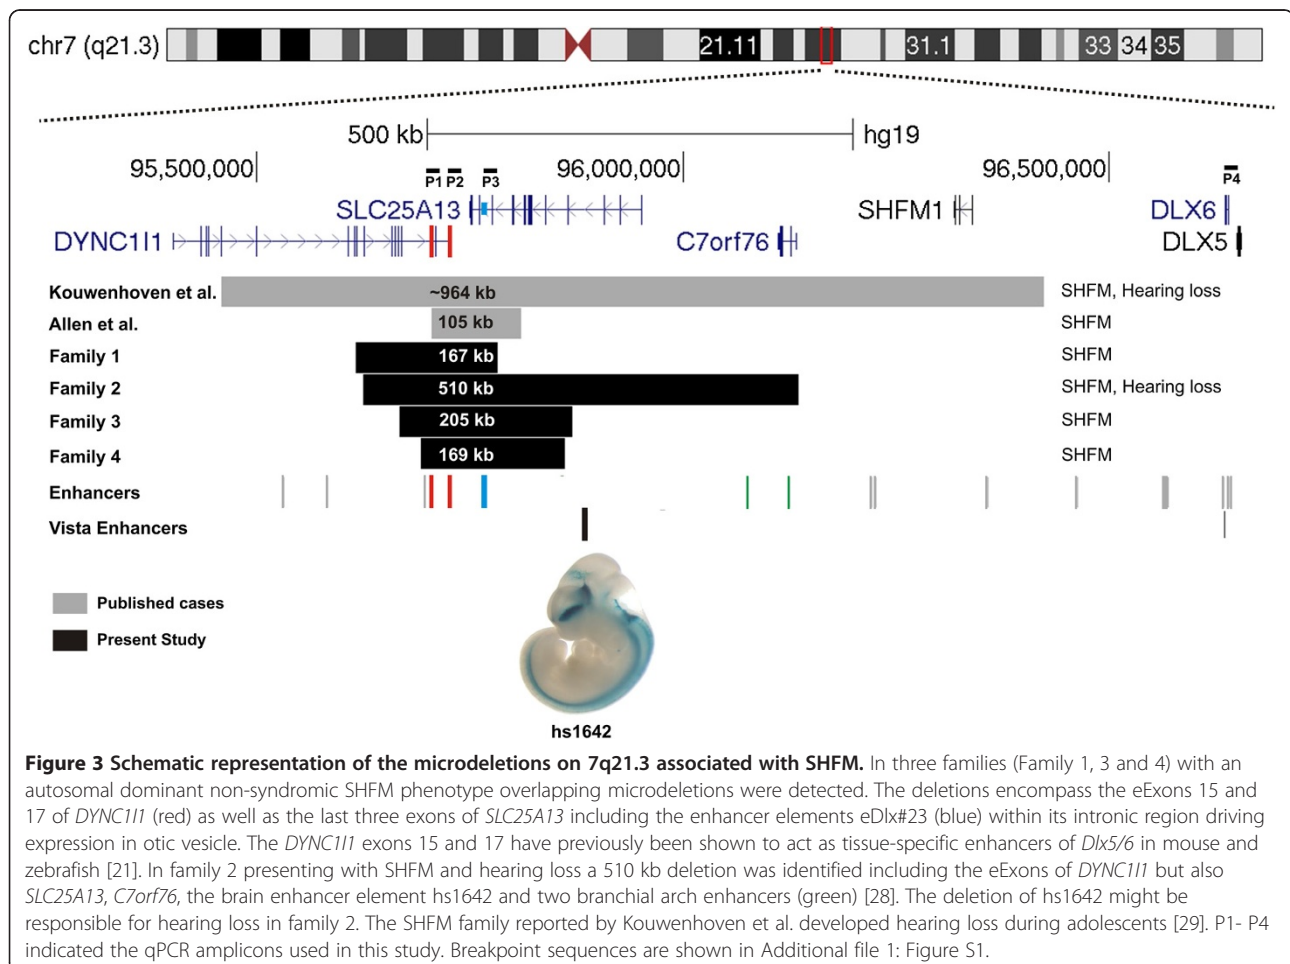 chr7 (q21.3) 21.11 31.1 33 34 35
500 kb hg19
95,500,000 96,000,000 96,500,000
P1 P2 P3 P4
SLC25A13 SHFM1 DLX6
DYNC1I1 C7orf76 DLX5
Kouwenhoven et al. ~964 kb SHFM, Hearing loss
Allen et al. 105 kb SHFM
Family 1 167 kb SHFM
Family 2 510 kb SHFM, Hearing loss
Family 3 205 kb SHFM
Family 4 169 kb SHFM
Enhancers
Vista Enhancers
Published cases
Present Study
hs1642
Figure 3 Schematic representation of the microdeletions on 7q21.3 associated with SHFM. In three families (Family 1, 3 and 4) with an
autosomal dominant non-syndromic SHFM phenotype overlapping microdeletions were detected. The deletions encompass the eExons 15 and
17 of DYNC1I1 (red) as well as the last three exons of SLC25A13 including the enhancer elements eDlx#23 (blue) within its intronic region driving
expression in otic vesicle. The DYNC1I1 exons 15 and 17 have previously been shown to act as tissue-specific enhancers of Dlx5/6 in mouse and
zebrafish [21]. In family 2 presenting with SHFM and hearing loss a 510 kb deletion was identified including the eExons of DYNC1I1 but also
SLC25A13, C7orf76, the brain enhancer element hs1642 and two branchial arch enhancers (green) [28]. The deletion of hs1642 might be
responsible for hearing loss in family 2. The SHFM family reported by Kouwenhoven et al. developed hearing loss during adolescents [29]. P1- P4
indicated the qPCR amplicons used in this study. Breakpoint sequences are shown in Additional file 1: Figure S1.